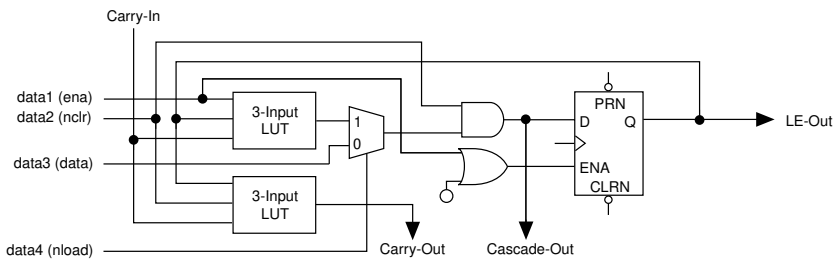 Carry-In
data1 (ena)
data2 (nclr)
3-Input
LUT
1
0
data3 (data)
3-Input
LUT
data4 (nload)
Carry-Out
Cascade-Out
PRN
D
Q
ENA
CLRN
LE-Out